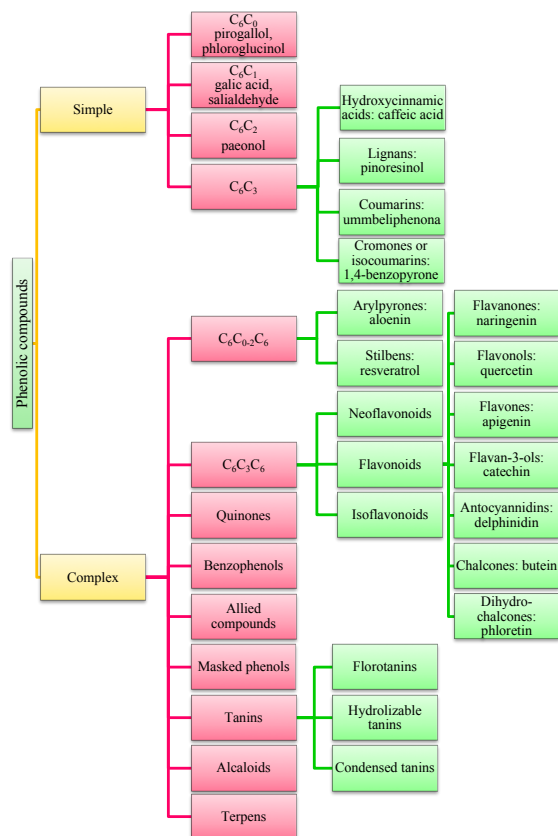 Phenolic compounds
Simple
C₆C₀
pirogallol,
phloroglucinol
C₆C₁
galic acid,
salialdehyde
C₆C₂
paeonol
C₆C₃
Hydroxycinnamic
acids: caffeic acid
Lignans:
pinoresinol
Coumarins:
ummbeliphenona
Cromones or
isocoumarins:
1,4-benzopyrone
Complex
C₆C₀₋₂C₆
Arylpyrones:
aloenin
Stilbens:
resveratrol
C₆C₃C₆
Neoflavonoids
Flavonoids
Flavanones:
naringenin
Flavonols:
quercetin
Flavones:
apigenin
Flavan-3-ols:
catechin
Antocyannidins:
delphinidin
Chalcones: butein
Dihydro-
chalcones:
phloretin
Isoflavonoids
Quinones
Benzophenols
Allied
compounds
Masked phenols
Tanins
Florotanins
Hydrolizable
tanins
Condensed tanins
Alcaloids
Terpens